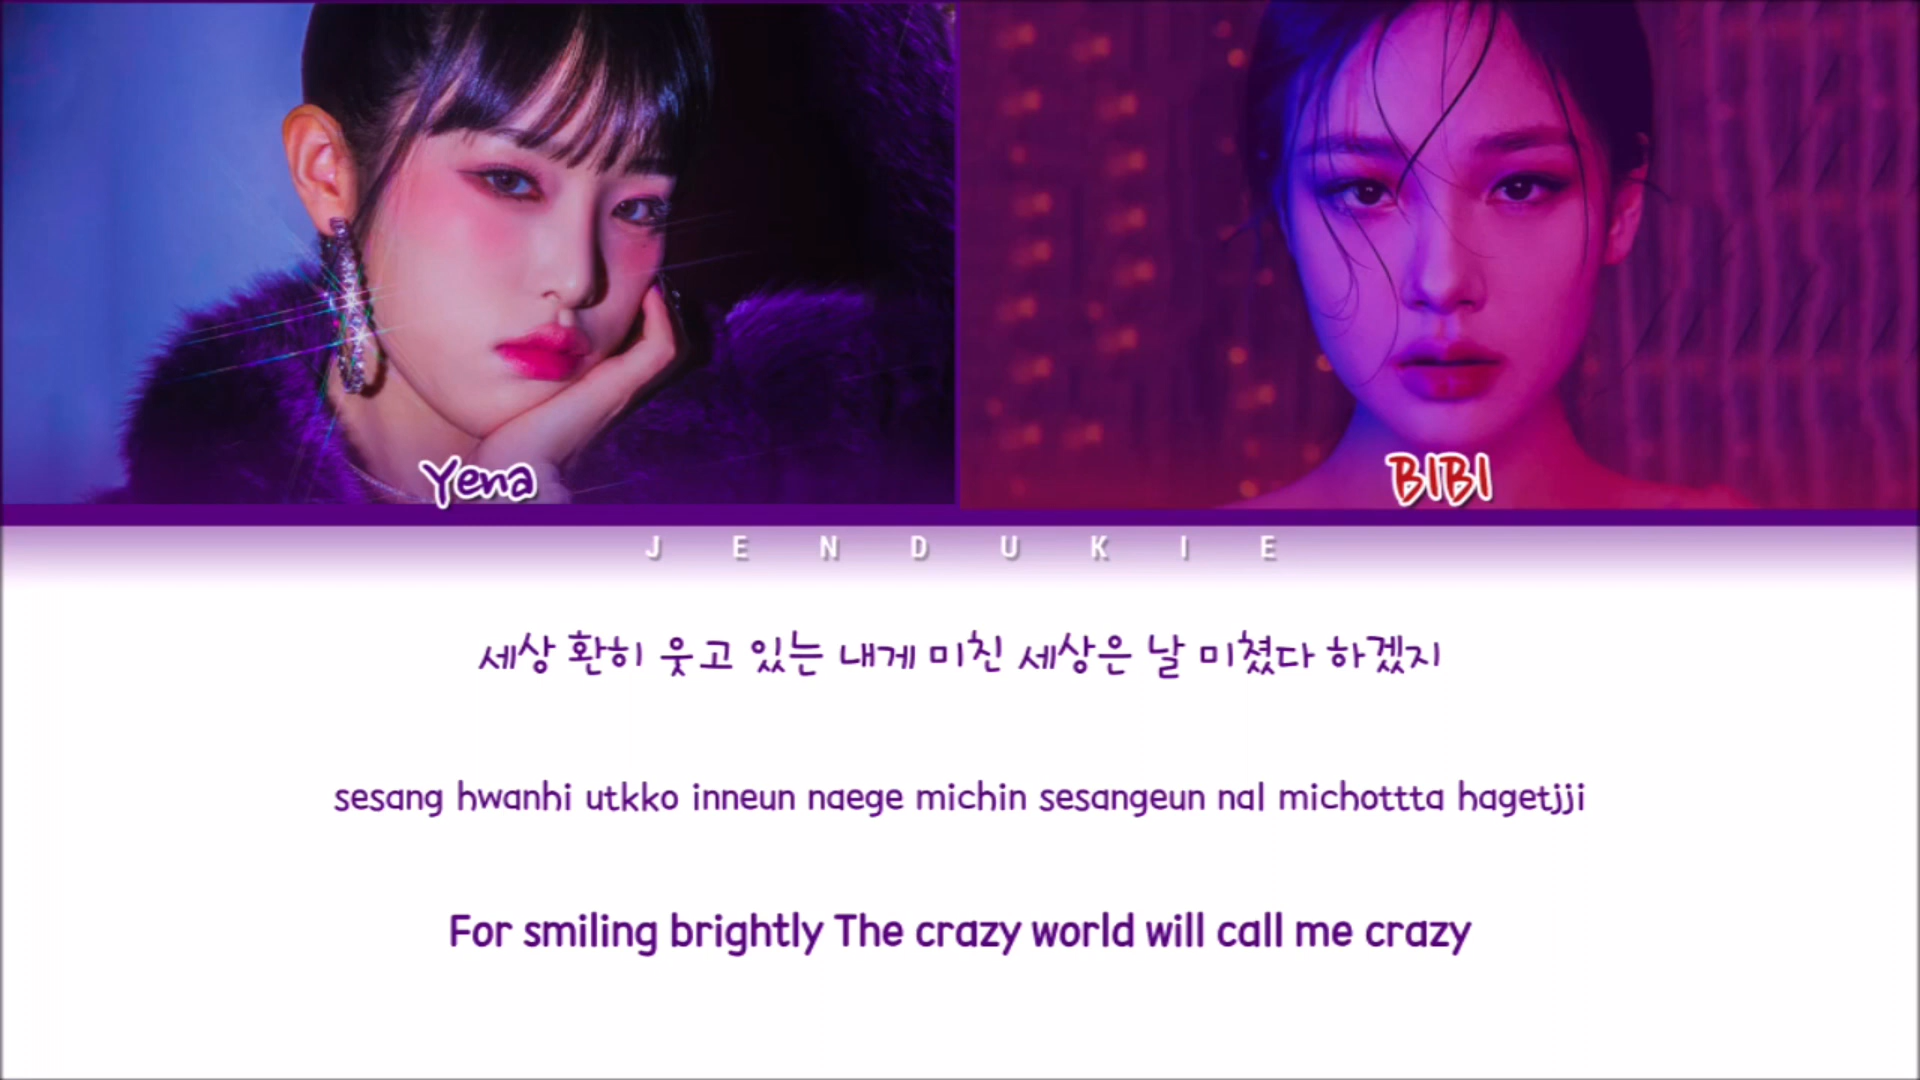 Yena
BIBI
JENDUKIE
세상 환히 웃고 있는 내게 미친 세상은 날 미쳤다 하겠지
sesang hwanhi utkko inneun naege michin sesangeun nal michottta hagetjji
For smiling brightly The crazy world will call me crazy